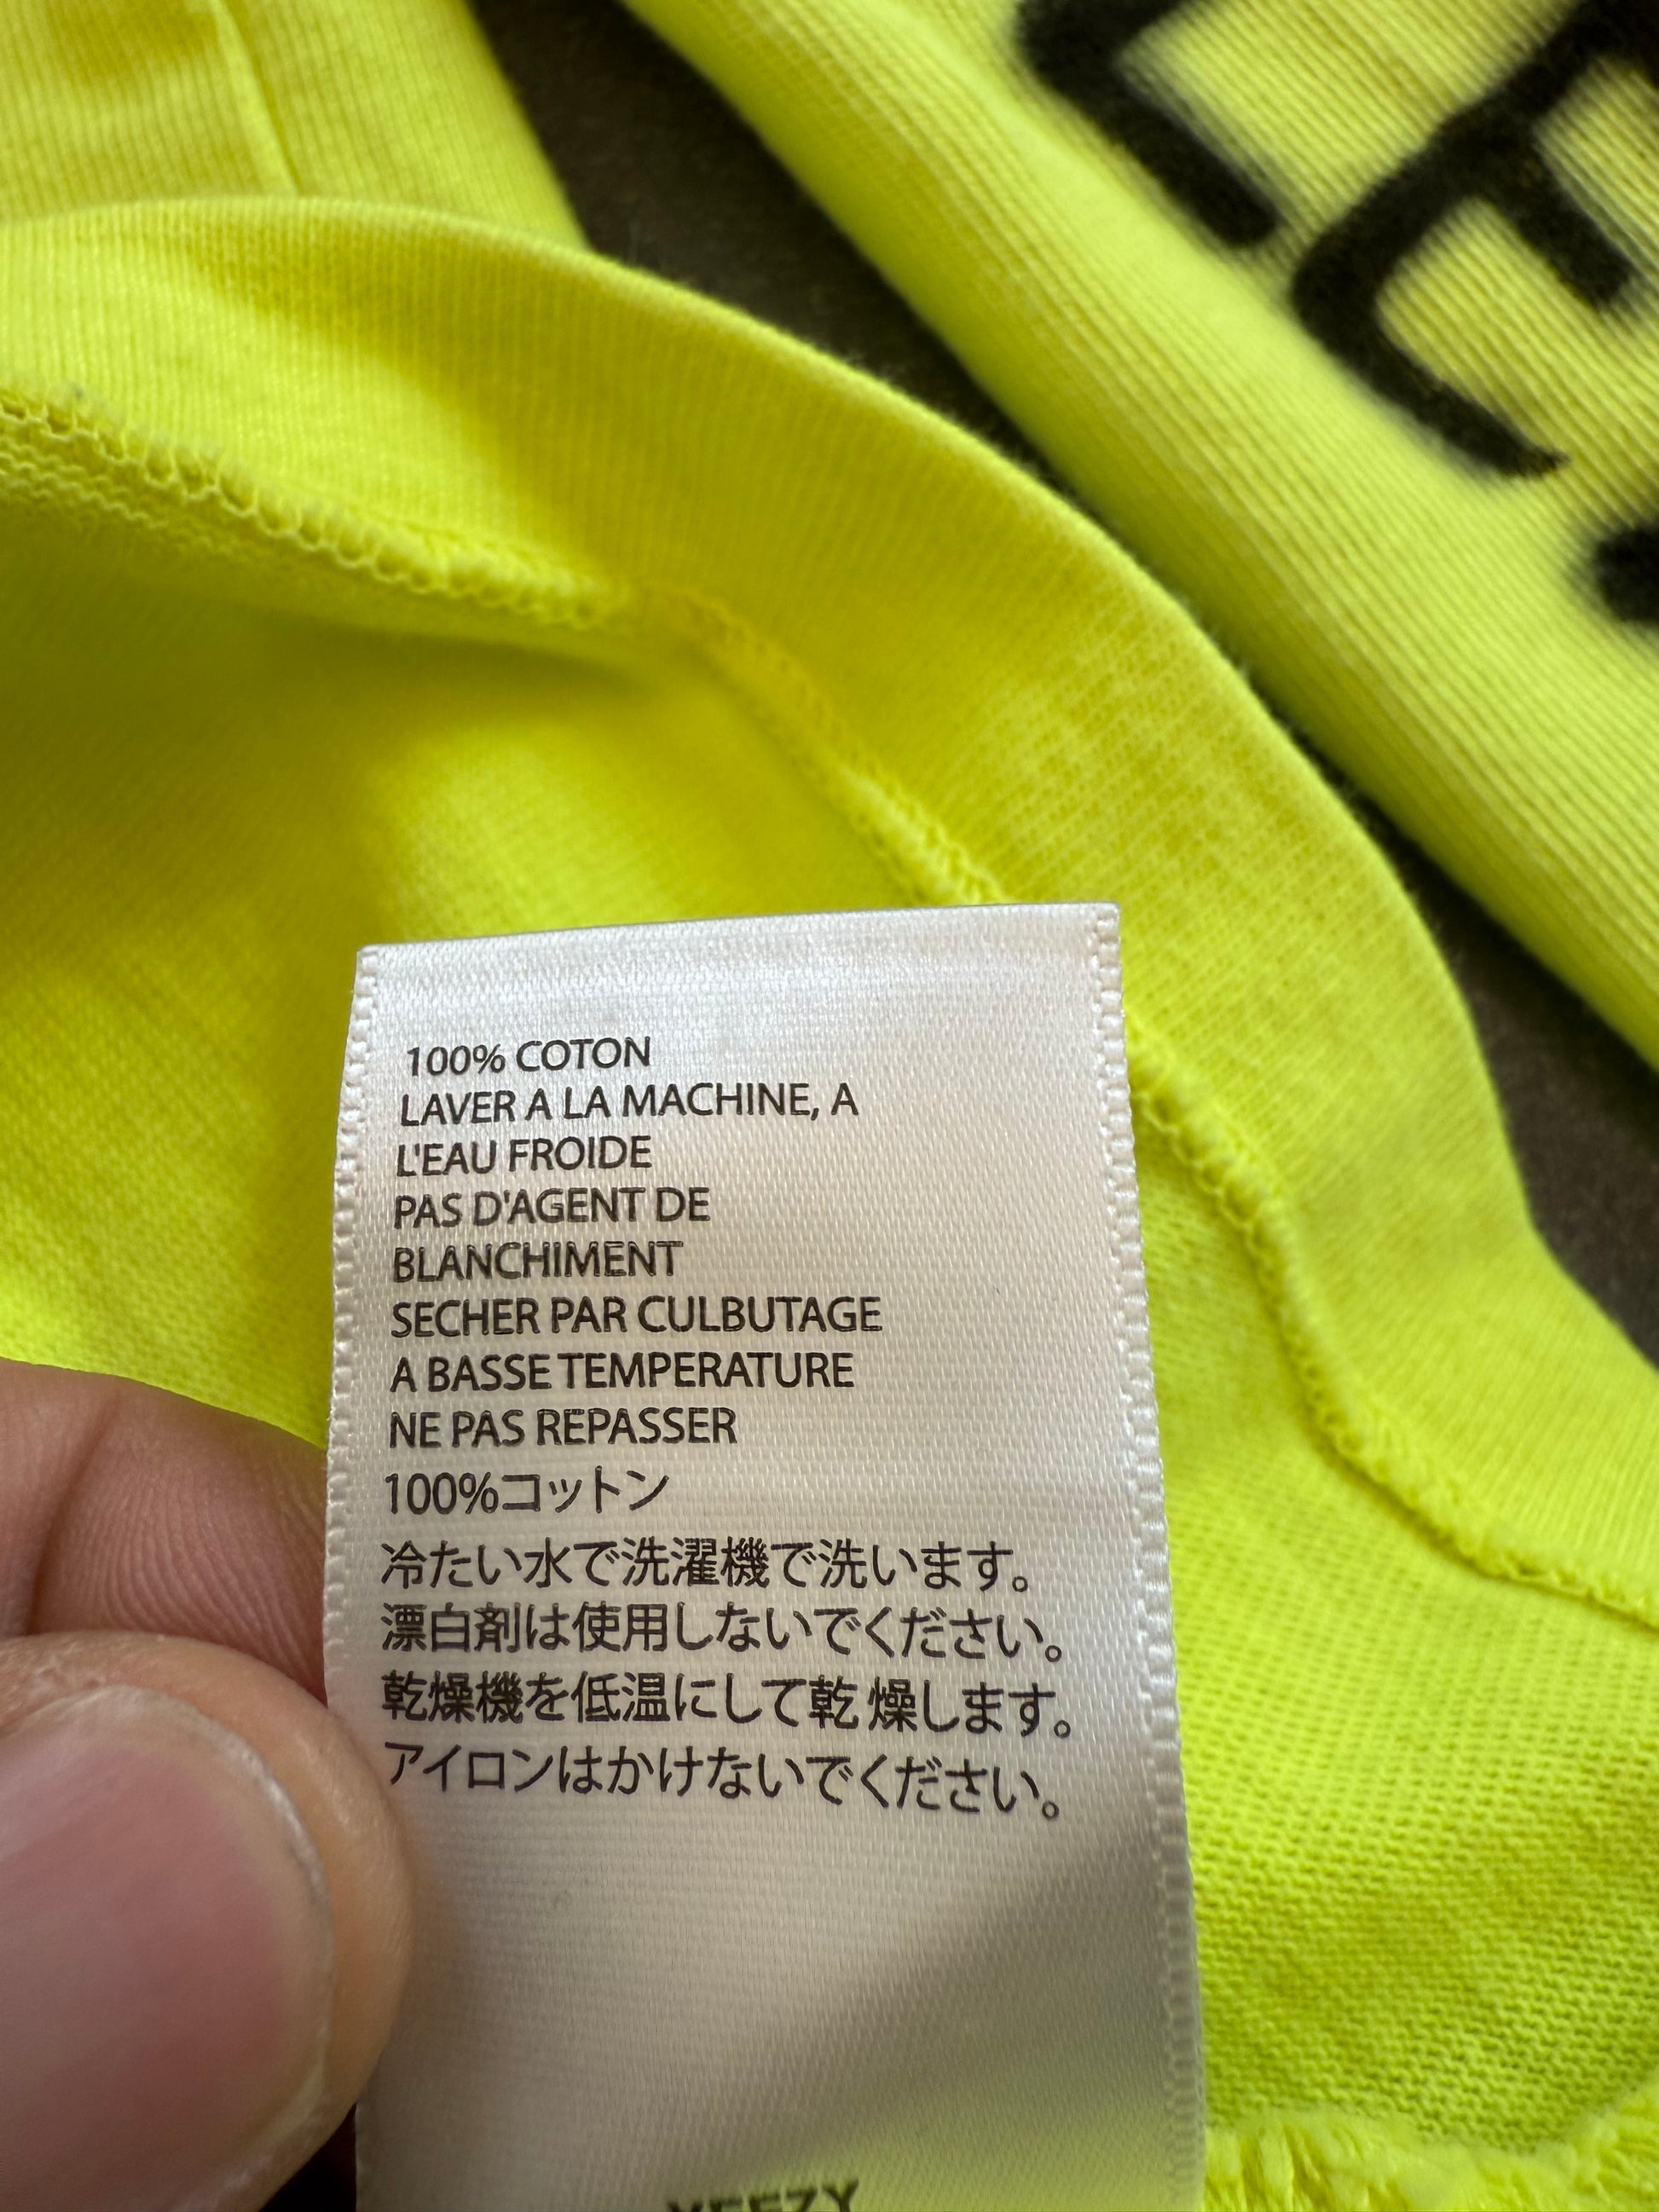 100% COTON
LAVER A LA MACHINE, A
L'EAU FROIDE
PAS D'AGENT DE
BLANCHIMENT
SECHER PAR CULBUTAGE
A BASSE TEMPERATURE
NE PAS REPASSER
100%コットン
冷たい水で洗濯機で洗います。
漂白剤は使用しないでください。
乾燥機を低温にして乾 燥します。
アイロンはかけないでください。
YEEZY